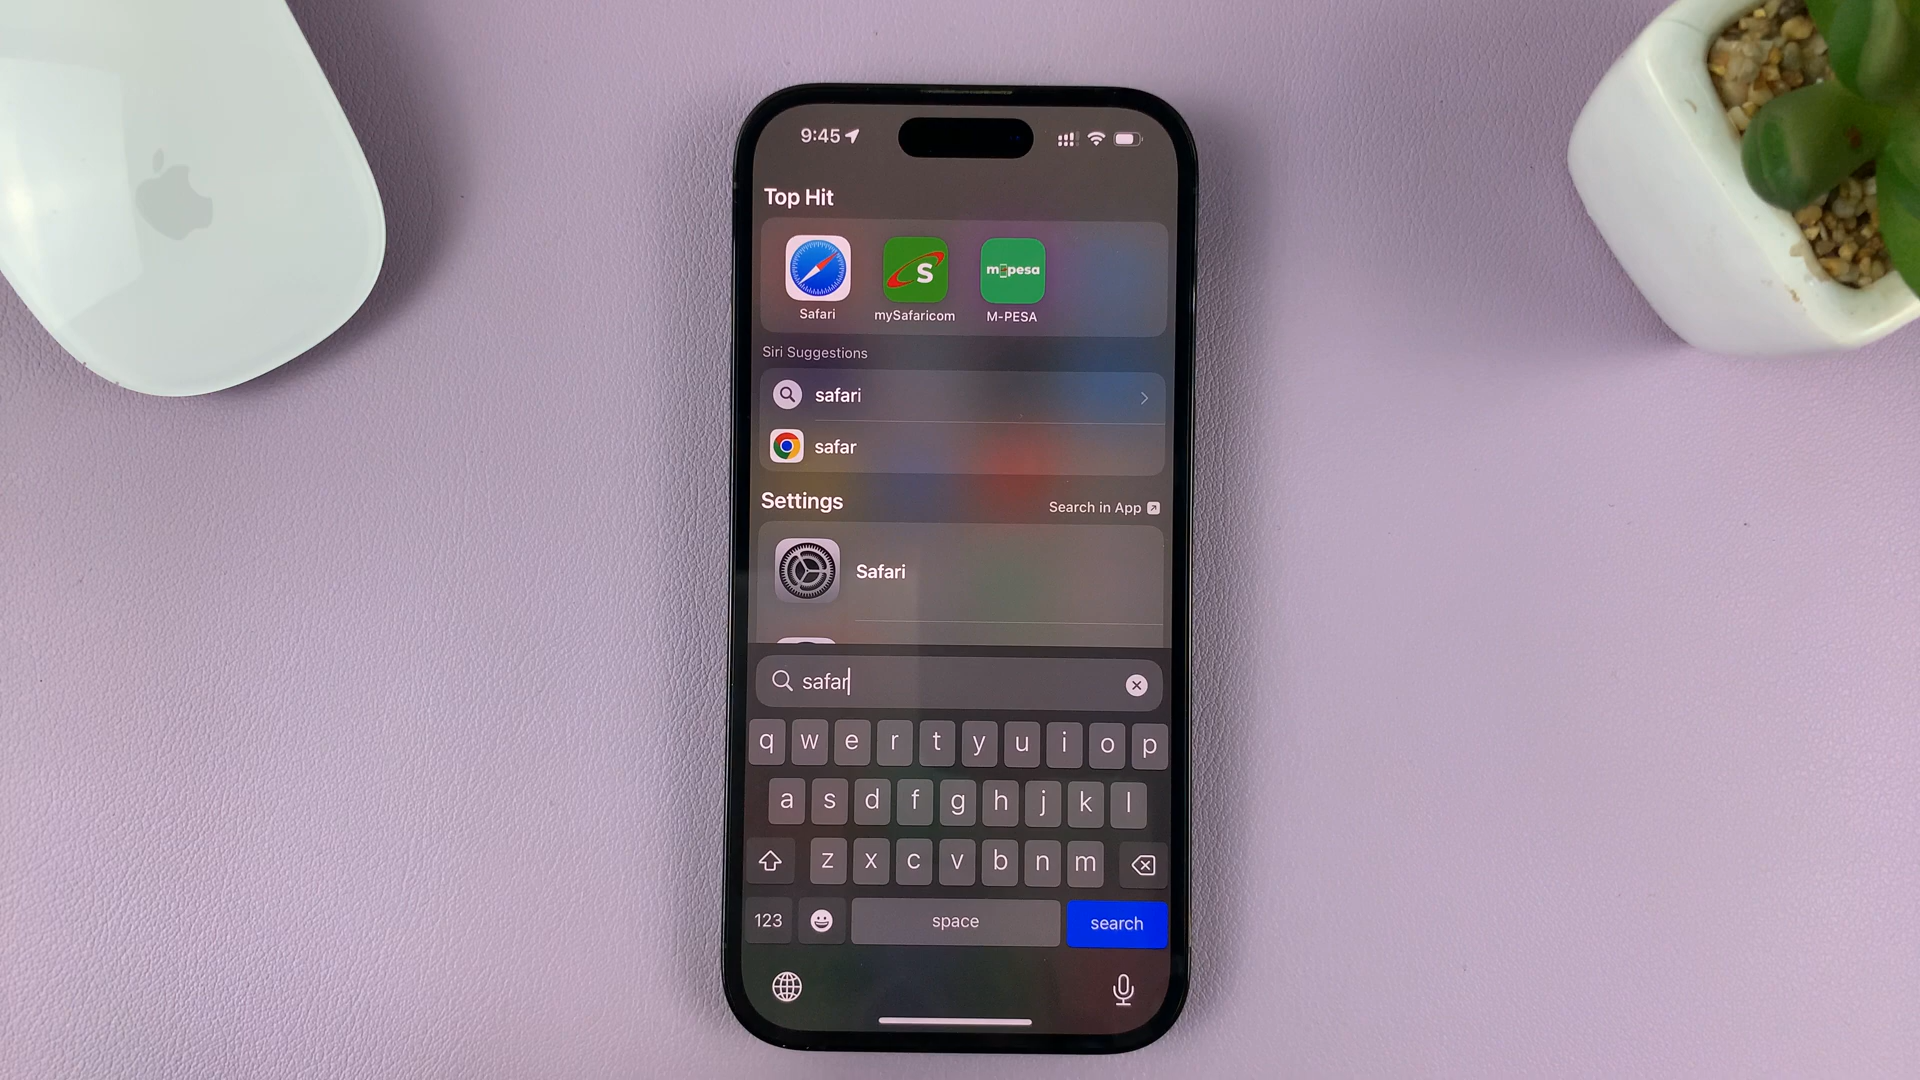 9:45
Top Hit
S
m-pesa
Safari
mySafaricom
M-PESA
Siri Suggestions
safari
safar
Settings
Search in App
Safari
safar
q w e r t y u i o p
a s d f g h j k l
z x c v b n m
123
space
search